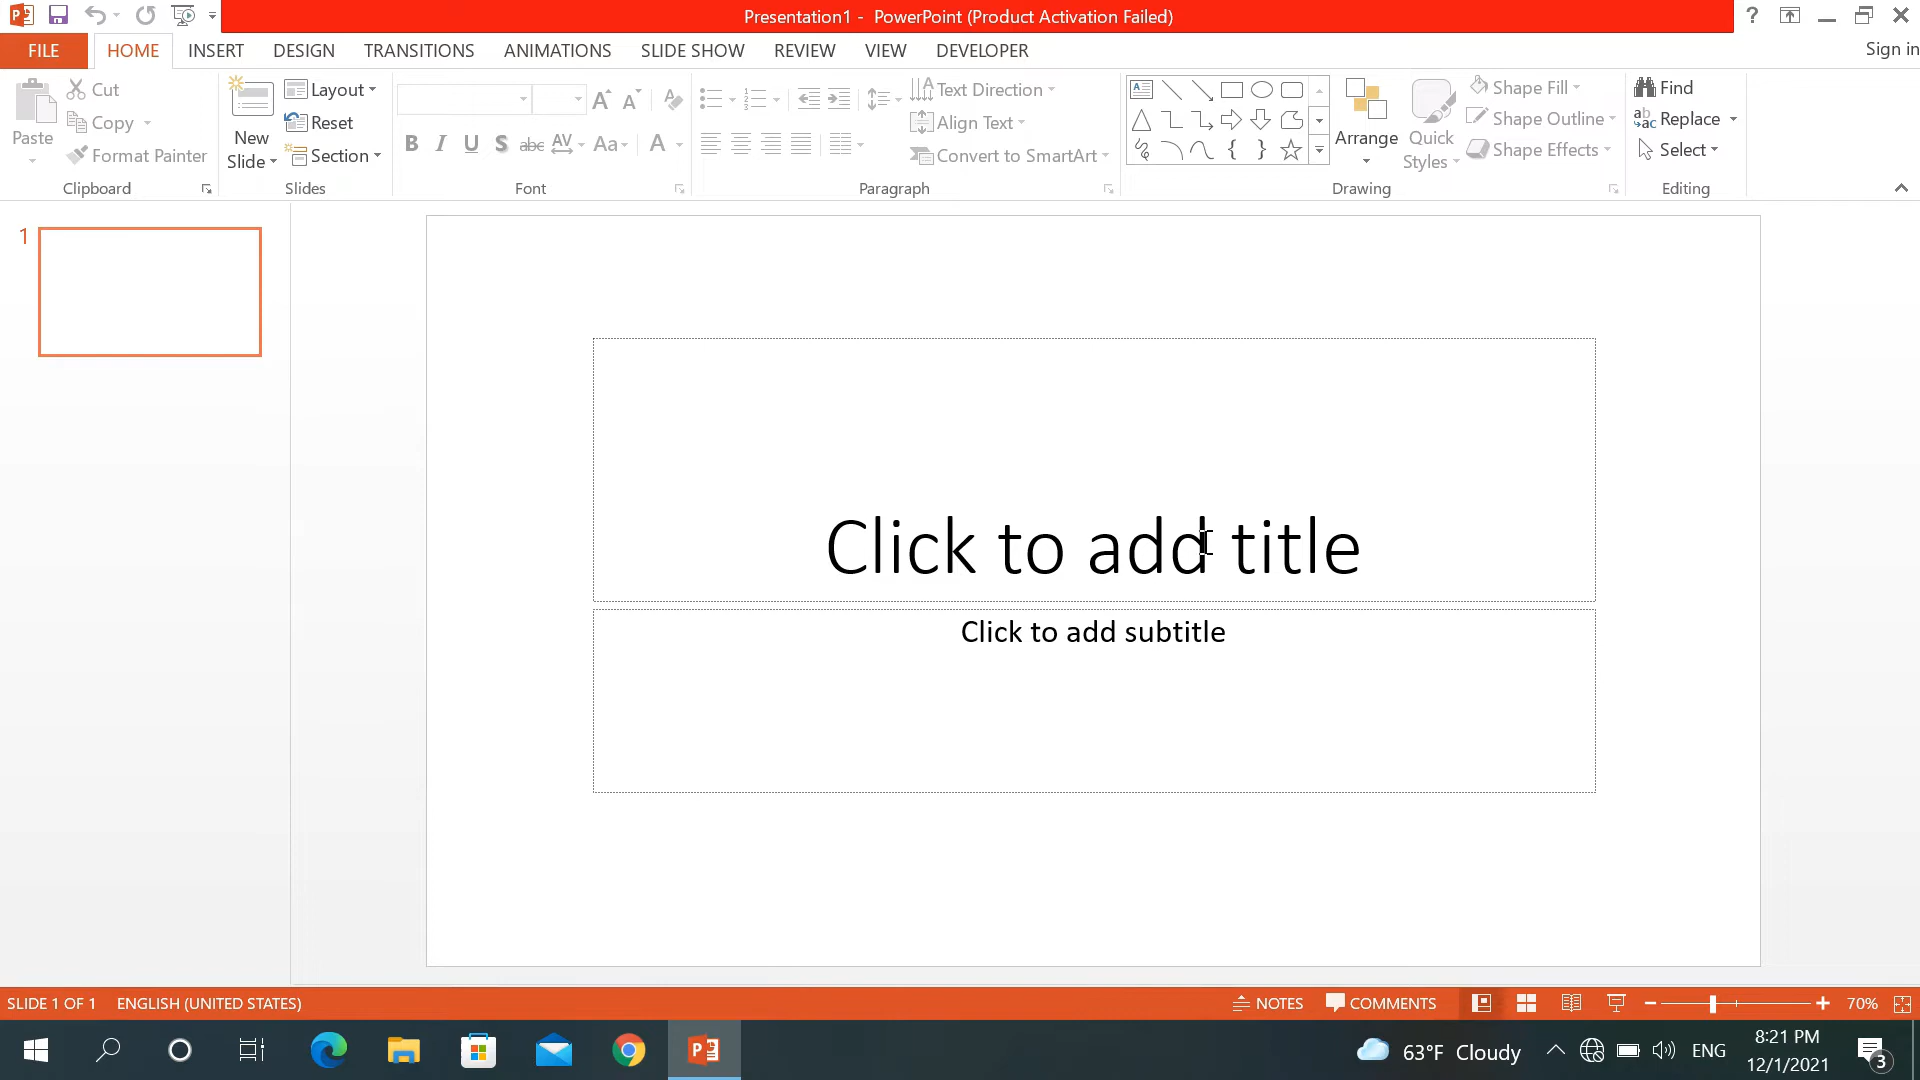 Presentation1 - PowerPoint (Product Activation Failed)
?
Sign in
FILE HOME INSERT DESIGN TRANSITIONS ANIMATIONS SLIDE SHOW REVIEW VIEW DEVELOPER
Paste
Cut
Copy
Format Painter
Clipboard
New
Slide
Layout
Reset
Section
Slides
B I U S abc AV Aa A
Font
Text Direction
Align Text
Convert to SmartArt
Paragraph
Arrange
Quick
Styles
Shape Fill
Shape Outline
Shape Effects
Drawing
Find
Replace
Select
Editing
1
Click to add title
Click to add subtitle
SLIDE 1 OF 1 ENGLISH (UNITED STATES)
NOTES COMMENTS 70%
63°F Cloudy ENG
8:21 PM
12/1/2021
3